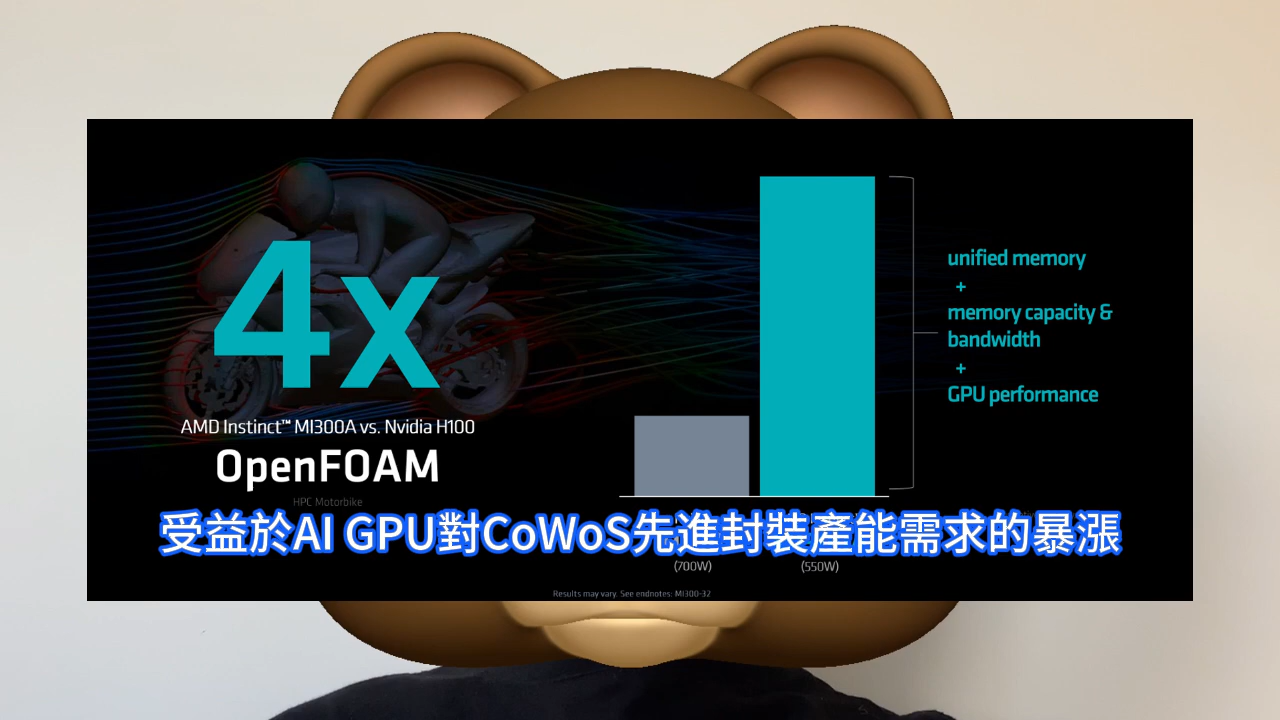 4x
AMD Instinct™ MI300A vs. Nvidia H100
OpenFOAM
HPC Motorbike
unified memory
+
memory capacity &
bandwidth
+
GPU performance
受益於AI GPU對CoWoS先進封裝產能需求的暴漲
(700W)
(550W)
Results may vary. See endnotes: MI300-32